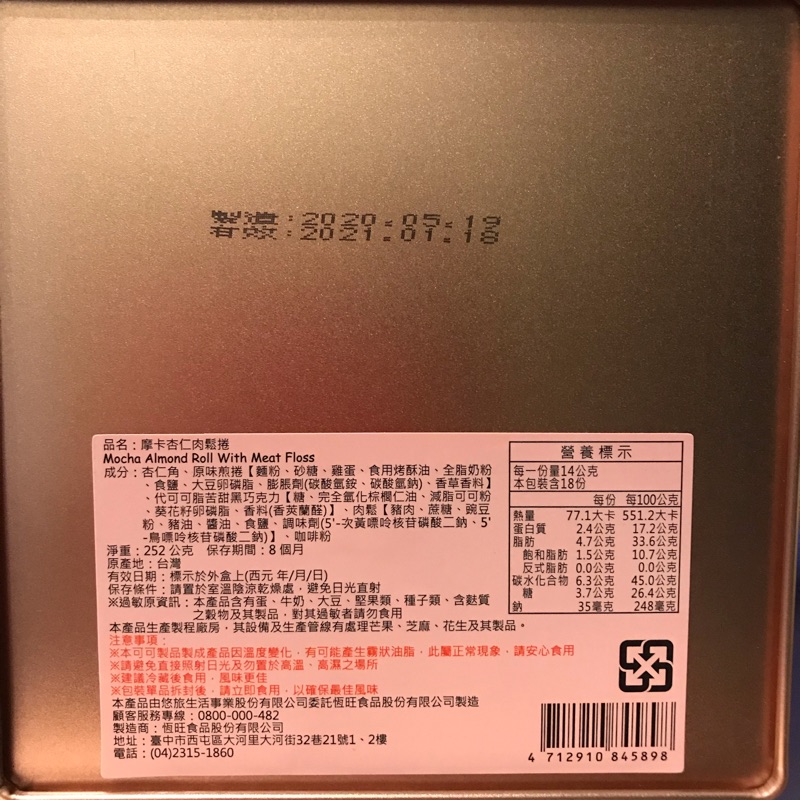 製造:2020.05.19
有效:2021.01.18
品名：摩卡杏仁肉鬆捲
Mocha Almond Roll With Meat Floss
成分：杏仁角、原味煎捲【麵粉、砂糖、雞蛋、食用烤酥油、全脂奶粉
、食鹽、大豆卵磷脂、膨脹劑(碳酸氫銨、碳酸氫鈉)、香草香料】
、代可可脂苦甜黑巧克力【糖、完全氫化棕櫚仁油、減脂可可粉
、葵花籽卵磷脂、香料(香莢蘭醛)】、肉鬆【豬肉、蔗糖、豌豆
粉、豬油、醬油、食鹽、調味劑(5'-次黃嘌呤核苷磷酸二鈉、5'
-鳥嘌呤核苷磷酸二鈉)】、咖啡粉
淨重：252 公克　保存期間：8 個月
原產地：台灣
有效日期：標示於外盒上(西元 年/月/日)
保存條件：請置於室溫陰涼乾燥處，避免日光直射
※過敏原資訊：本產品含有蛋、牛奶、大豆、堅果類、種子類、含麩質
之穀物及其製品，對其過敏者請勿食用
本產品生產製程廠房，其設備及生產管線有處理芒果、芝麻、花生及其製品。
注意事項：
※本可可製品製成產品因溫度變化，有可能產生霧狀油脂，此屬正常現象，請安心食用
※請避免直接照射日光及勿置於高溫、高濕之場所
※建議冷藏後食用，風味更佳
※包裝單品拆封後，請立即食用，以確保最佳風味
本產品由悠旅生活事業股份有限公司委託恆旺食品股份有限公司製造
顧客服務專線：0800-000-482
製造商：恆旺食品股份有限公司
地址：臺中市西屯區大河里大河街32巷21號1、2樓
電話：(04)2315-1860
營養標示
每一份量14公克
本包裝含18份
每份 每100公克
熱量 77.1大卡 551.2大卡
蛋白質 2.4公克 17.2公克
脂肪 4.7公克 33.6公克
飽和脂肪 1.5公克 10.7公克
反式脂肪 0.0公克 0.0公克
碳水化合物 6.3公克 45.0公克
糖 3.7公克 26.4公克
鈉 35毫克 248毫克
4 712910 845898